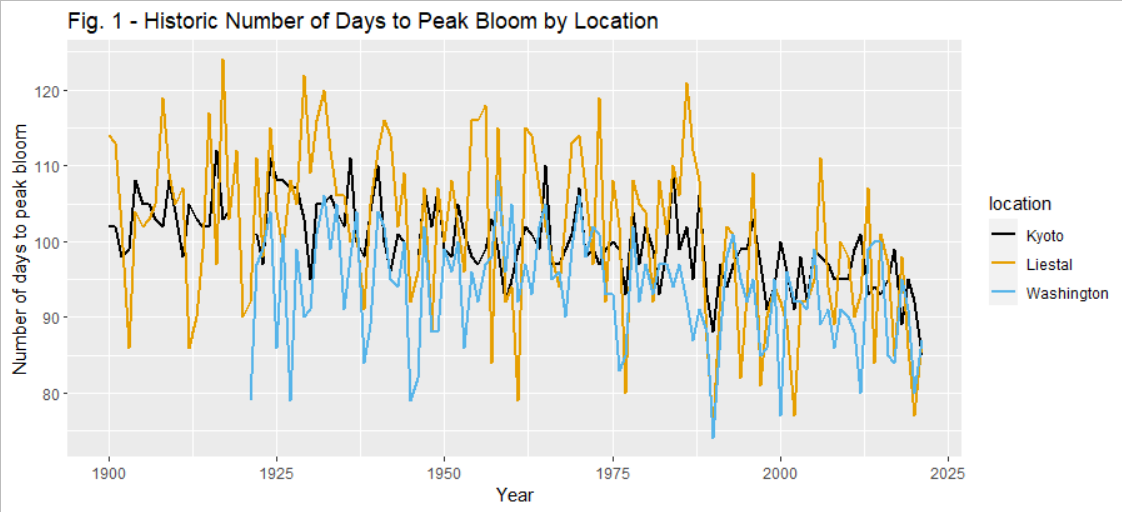 Fig. 1 - Historic Number of Days to Peak Bloom by Location
Number of days to peak bloom
120
110
100
90
80
1900
1925
1950
1975
2000
2025
Year
location
Kyoto
Liestal
Washington